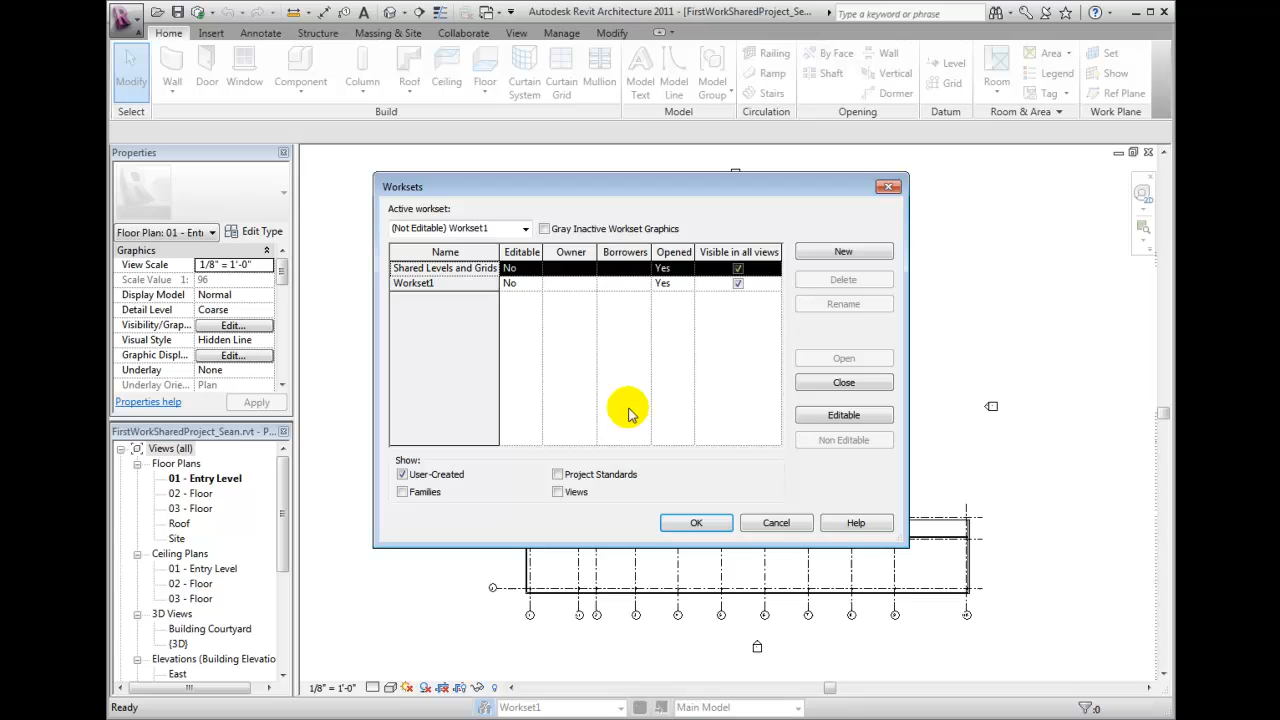 Autodesk Revit Architecture 2011 - [FirstWorkSharedProject_Se...
Type a keyword or phrase
Home Insert Annotate Structure Massing & Site Collaborate View Manage Modify
Modify Wall Door Window Component Column Roof Ceiling Floor Curtain System Curtain Grid Mullion Model Text Model Line Model Group
Railing Ramp Stairs
By Face Shaft Wall Vertical Dormer
Level Grid
Room Area Legend Tag
Set Show Ref Plane
Select Build Model Circulation Opening Datum Room & Area Work Plane
Properties
Floor Plan: 01 - Entr Edit Type
Graphics
View Scale 1/8" = 1'-0"
Scale Value 1: 96
Display Model Normal
Detail Level Coarse
Visibility/Grap... Edit...
Visual Style Hidden Line
Graphic Displ... Edit...
Underlay None
Underlay Orie... Plan
Properties help Apply
FirstWorkSharedProject_Sean.rvt - P...
Views (all)
Floor Plans
01 - Entry Level
02 - Floor
03 - Floor
Roof
Site
Ceiling Plans
01 - Entry Level
02 - Floor
03 - Floor
3D Views
Building Courtyard
{3D}
Elevations (Building Elevatio
East
Worksets
Active workset:
(Not Editable) Workset1 Gray Inactive Workset Graphics
Name Editable Owner Borrowers Opened Visible in all views
Shared Levels and Grids No Yes
Workset1 No Yes
New
Delete
Rename
Open
Close
Editable
Non Editable
Show:
User-Created Project Standards
Families Views
OK Cancel Help
1/8" = 1'-0"
Ready Workset1 Main Model :0